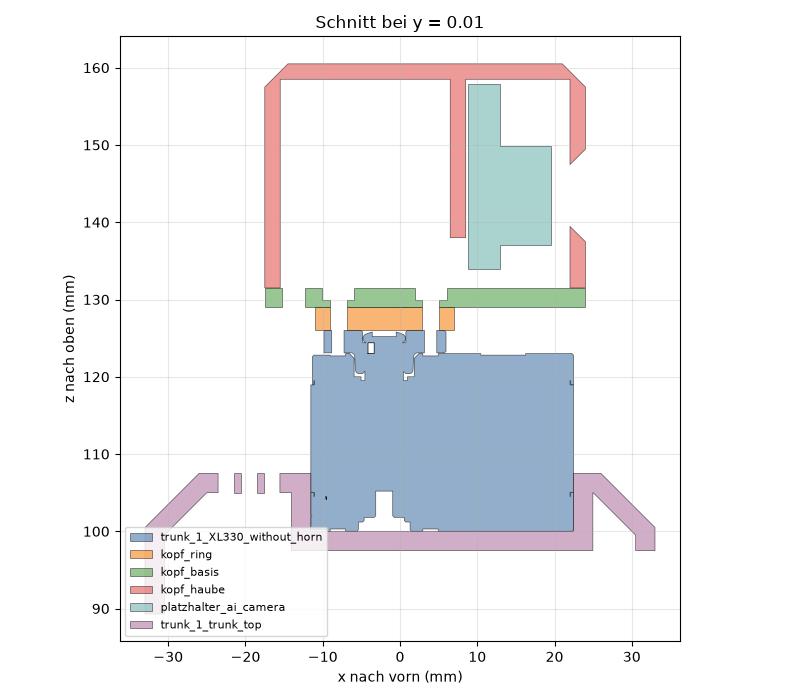 Schnitt bei y = 0.01
160
150
140
130
120
110
100
90
z nach oben (mm)
trunk_1_XL330_without_horn
kopf_ring
kopf_basis
kopf_haube
platzhalter_ai_camera
trunk_1_trunk_top
−30
−20
−10
0
10
20
30
x nach vorn (mm)